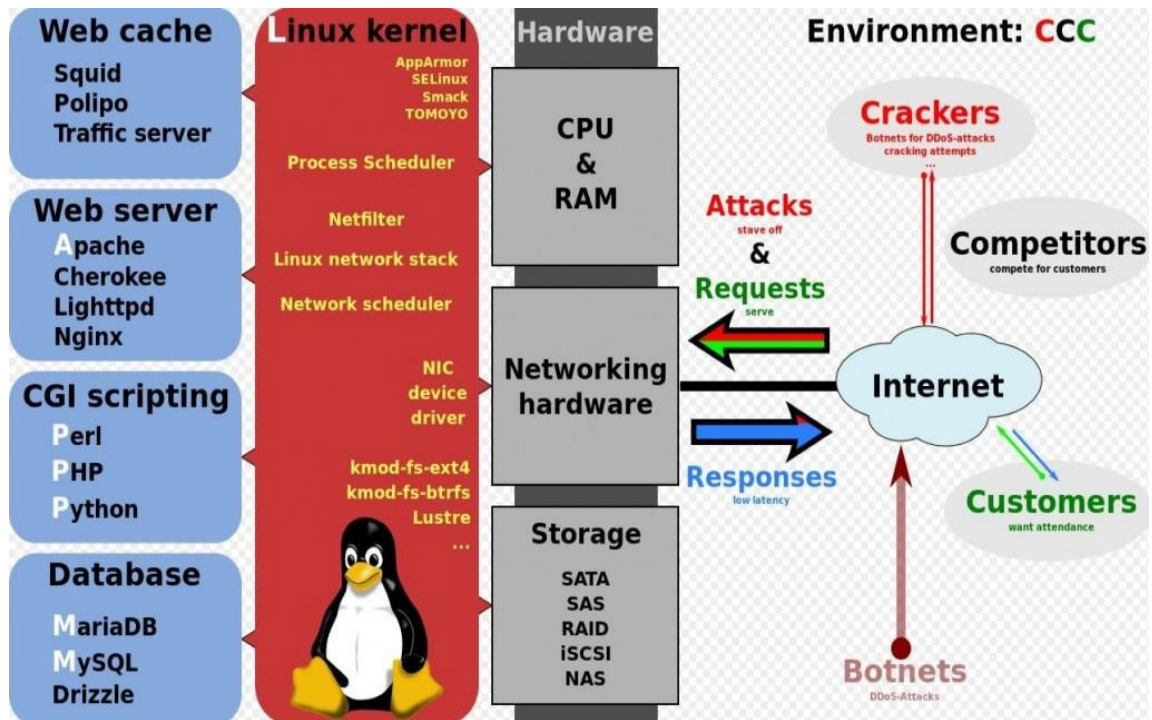 Web cache
Squid
Polipo
Traffic server
Web server
Apache
Cherokee
Lighttpd
Nginx
CGI scripting
Perl
PHP
Python
Database
MariaDB
MySQL
Drizzle
Linux kernel
AppArmor
SELinux
Smack
TOMOYO
Process Scheduler
Netfilter
Linux network stack
Network scheduler
NIC
device
driver
kmod-fs-ext4
kmod-fs-btrfs
Lustre
...
Hardware
CPU
&
RAM
Networking
hardware
Storage
SATA
SAS
RAID
iSCSI
NAS
Environment: CCC
Crackers
Botnets for DDoS-attacks
cracking attempts
...
Attacks
stave off
&
Requests
serve
Competitors
compete for customers
Internet
Responses
low latency
Customers
want attendance
Botnets
DDoS-Attacks